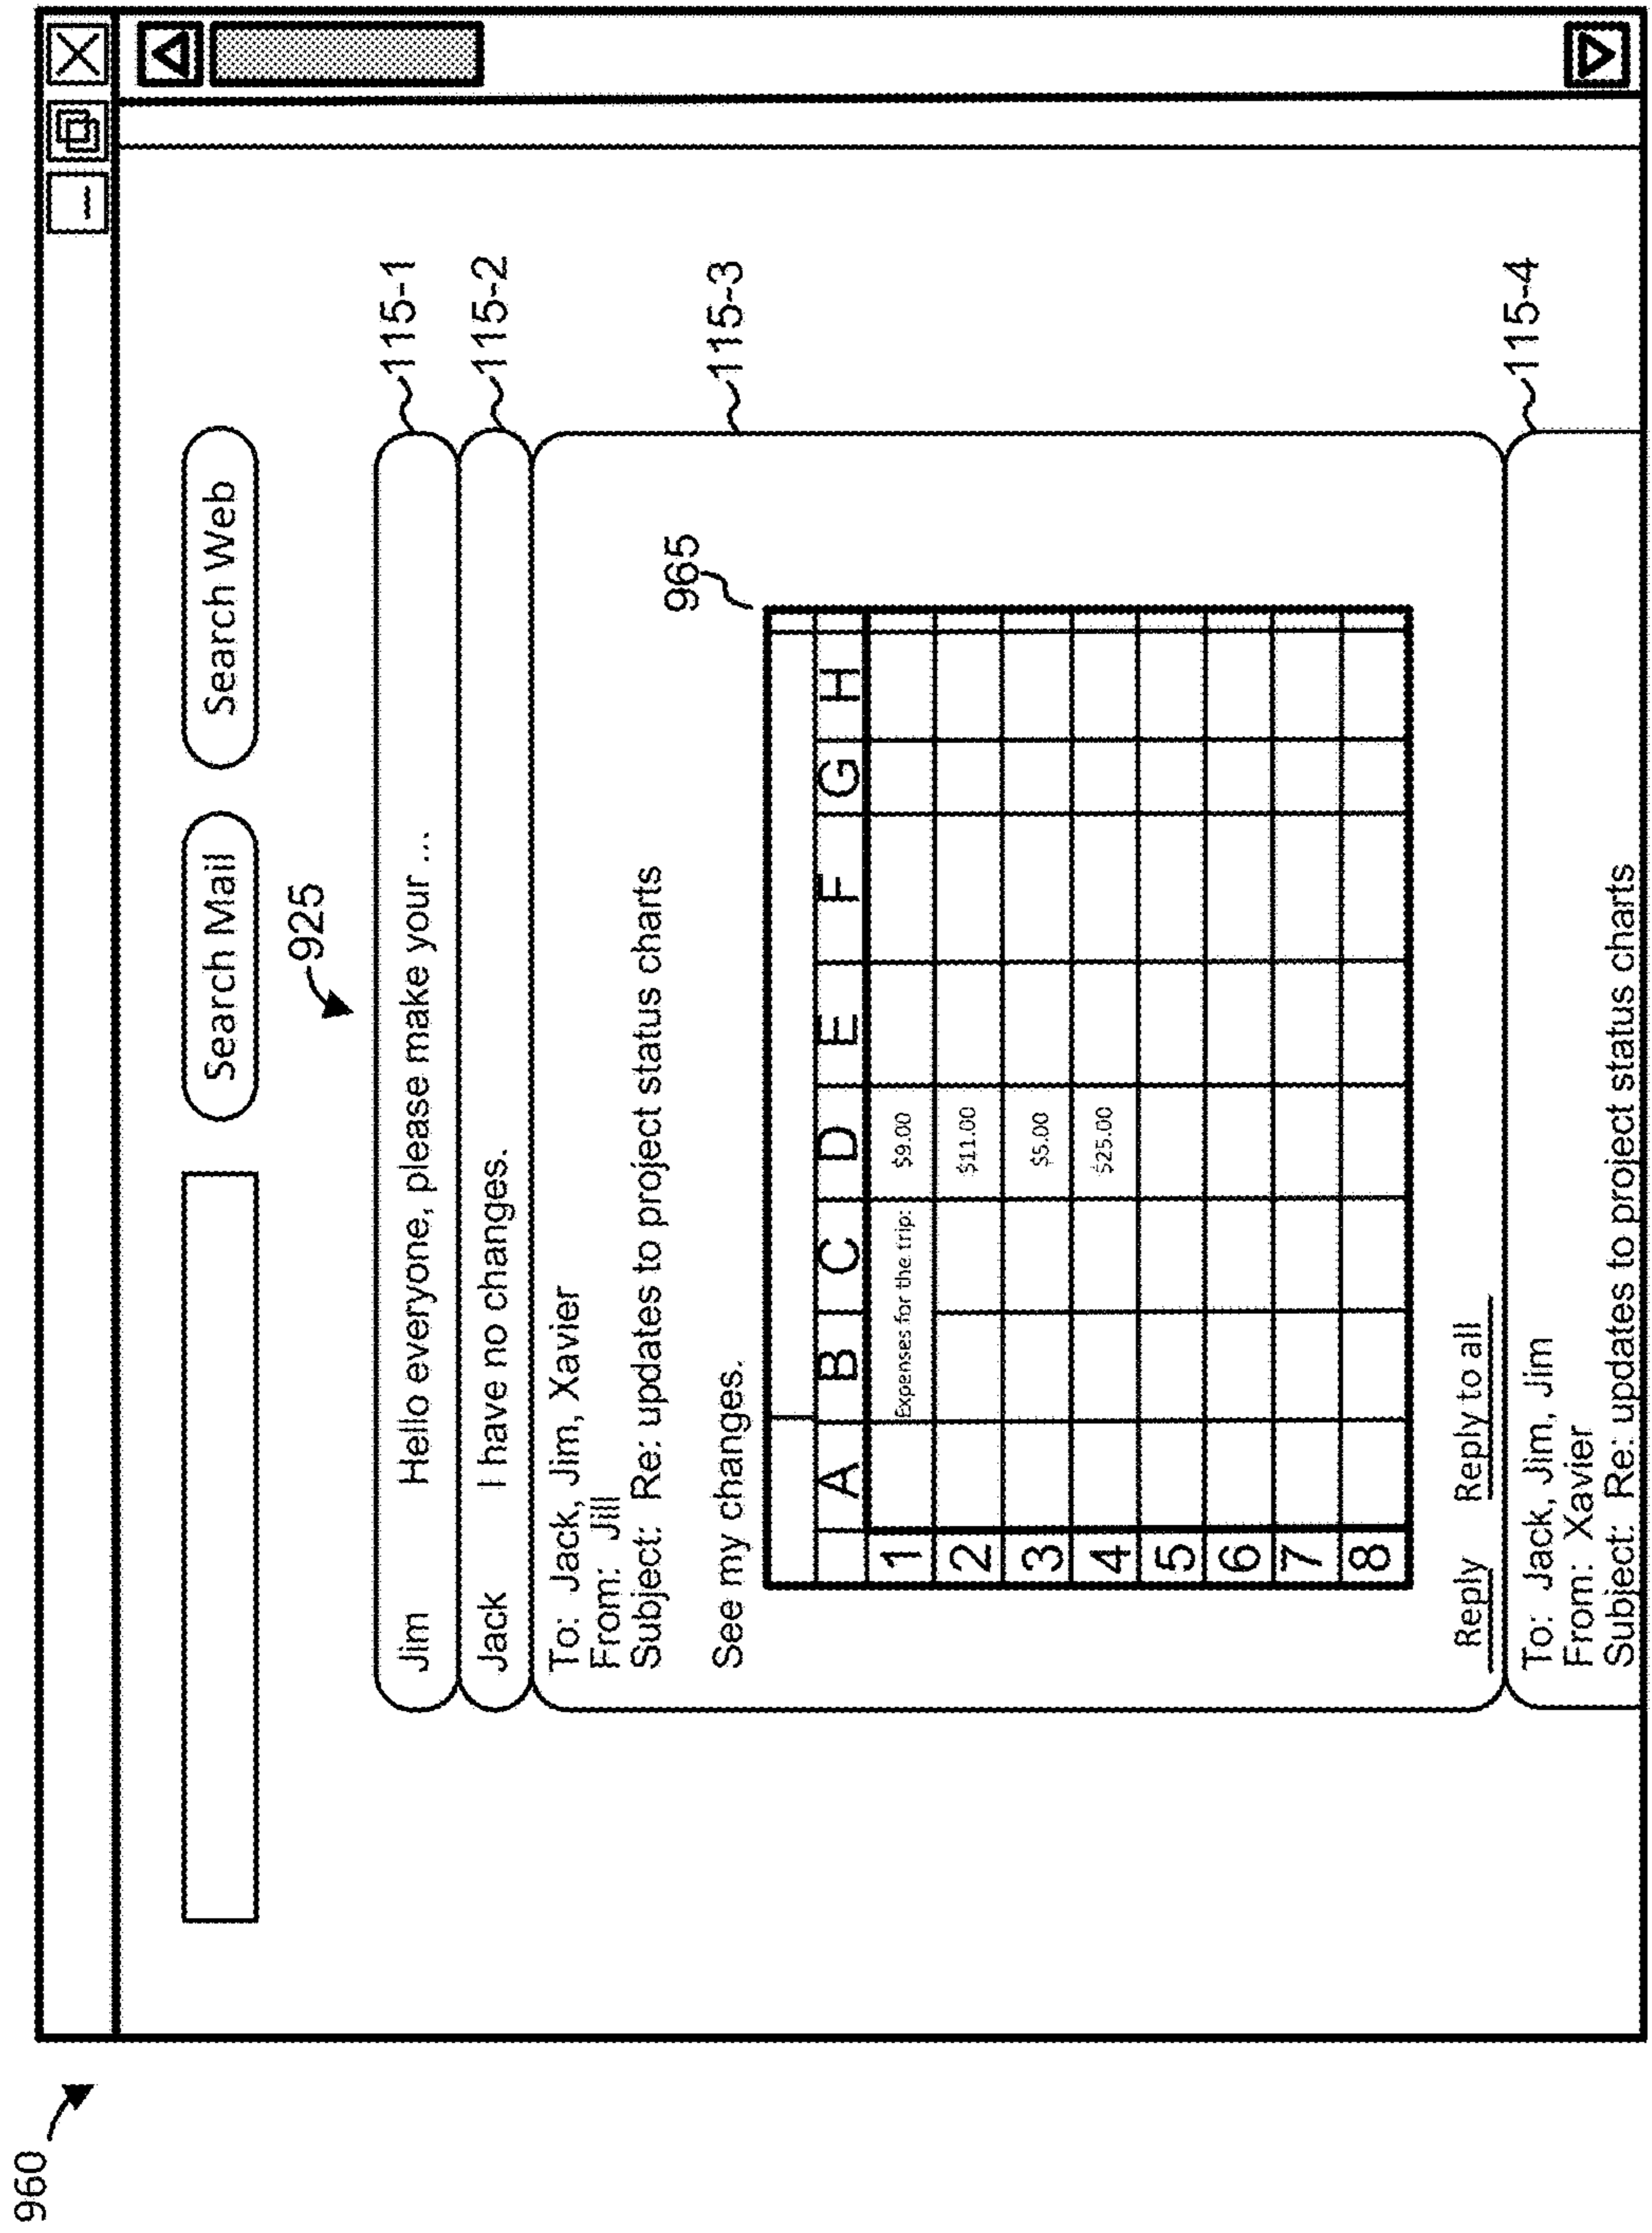 960
Search Mail Search Web
925
Jim Hello everyone, please make your ...
115-1
Jack I have no changes.
115-2
To: Jack, Jim, Xavier
From: Jill
Subject: Re: updates to project status charts
115-3
See my changes.
965
A B C D E F G H
1 Expenses for the trip: $9.00
2 $11.00
3 $5.00
4 $25.00
5
6
7
8
Reply Reply to all
115-4
To: Jack, Jim, Jim
From: Xavier
Subject: Re: updates to project status charts